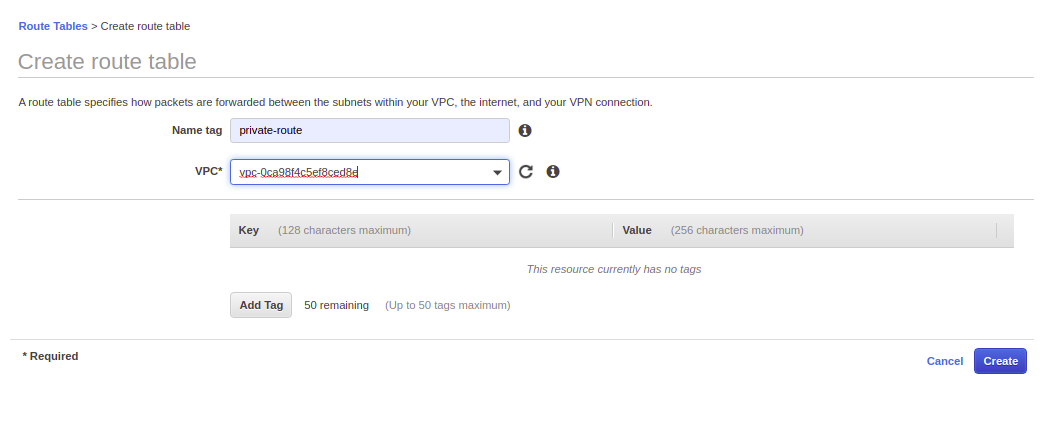 Route Tables > Create route table
Create route table
A route table specifies how packets are forwarded between the subnets within your VPC, the internet, and your VPN connection.
Name tag private-route
VPC* vpc-0ca98f4c5ef8ced8e
Key (128 characters maximum) Value (256 characters maximum)
This resource currently has no tags
Add Tag 50 remaining (Up to 50 tags maximum)
* Required
Cancel Create